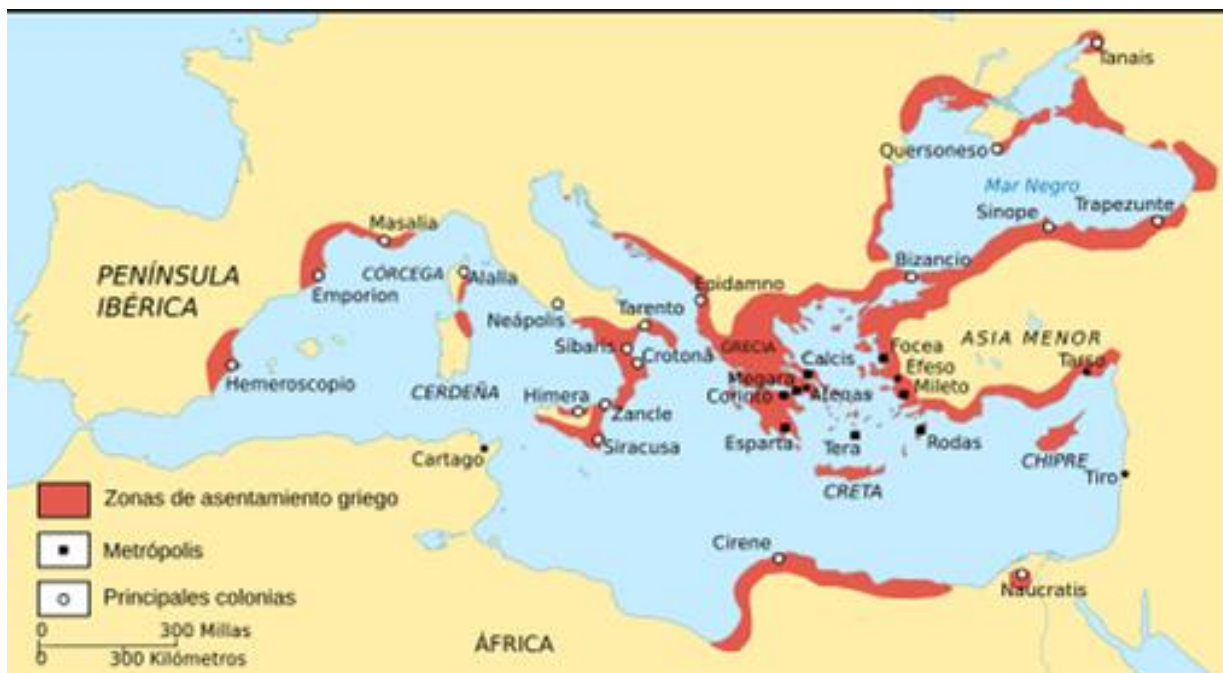 Tanais
Quersoneso
Mar Negro
Sinope
Trapezunte
Bizancio
Masalia
PENÍNSULA
IBÉRICA
CÓRCEGA
Alalla
Emporion
Epidamno
Neápolis
Tarento
Sibaris
Crotona
GRECIA
ASIA MENOR
Focea
Tarso
Calcis
Efeso
Hemeroscopio
CERDEÑA
Megara
Mileto
Himera
Corinto
Atenas
Zancle
Siracusa
Esparta
Tera
Rodas
CHIPRE
Cartago
CRETA
Tiro
Zonas de asentamiento griego
Metrópolis
Cirene
Naucratis
Principales colonias
0 300 Millas
0 300 Kilómetros
ÁFRICA